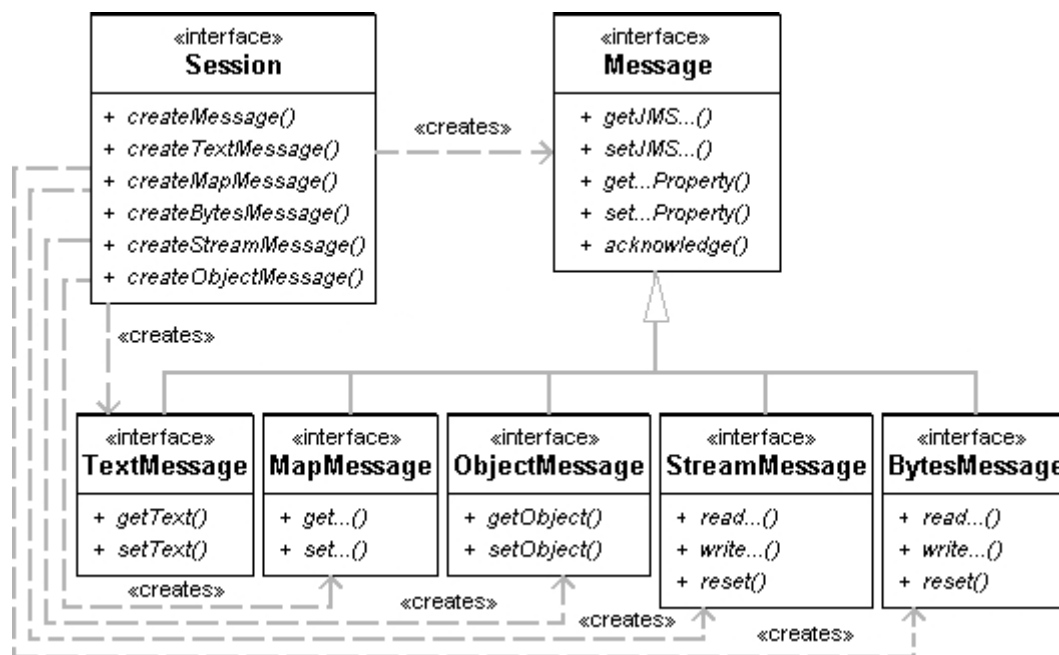 «interface»
Session
+ createMessage()
+ createTextMessage()
+ createMapMessage()
+ createBytesMessage()
+ createStreamMessage()
+ createObjectMessage()
«creates»
«interface»
Message
+ getJMS...()
+ setJMS...()
+ get...Property()
+ set...Property()
+ acknowledge()
«creates»
«interface»
TextMessage
+ getText()
+ setText()
«interface»
MapMessage
+ get...()
+ set...()
«interface»
ObjectMessage
+ getObject()
+ setObject()
«interface»
StreamMessage
+ read...()
+ write...()
+ reset()
«interface»
BytesMessage
+ read...()
+ write...()
+ reset()
«creates»
«creates»
«creates»
«creates»